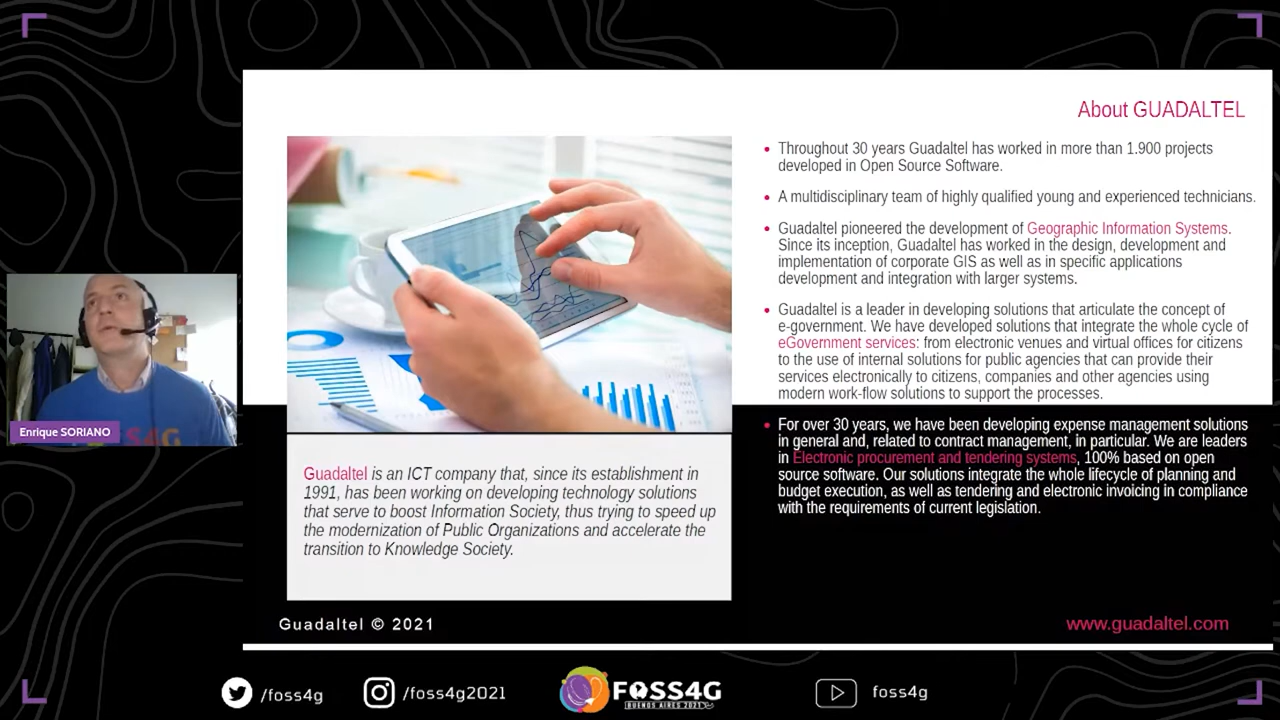 About GUADALTEL
• Throughout 30 years Guadaltel has worked in more than 1.900 projects
developed in Open Source Software.
• A multidisciplinary team of highly qualified young and experienced technicians.
• Guadaltel pioneered the development of Geographic Information Systems.
Since its inception, Guadaltel has worked in the design, development and
implementation of corporate GIS as well as in specific applications
development and integration with larger systems.
• Guadaltel is a leader in developing solutions that articulate the concept of
e-government. We have developed solutions that integrate the whole cycle of
eGovernment services: from electronic venues and virtual offices for citizens
to the use of internal solutions for public agencies that can provide their
services electronically to citizens, companies and other agencies using
modern work-flow solutions to support the processes.
• For over 30 years, we have been developing expense management solutions
in general and, related to contract management, in particular. We are leaders
in Electronic procurement and tendering systems, 100% based on open
source software. Our solutions integrate the whole lifecycle of planning and
budget execution, as well as tendering and electronic invoicing in compliance
with the requirements of current legislation.
Enrique SORIANO
Guadaltel is an ICT company that, since its establishment in
1991, has been working on developing technology solutions
that serve to boost Information Society, thus trying to speed up
the modernization of Public Organizations and accelerate the
transition to Knowledge Society.
Guadaltel © 2021
www.guadaltel.com
/foss4g
/foss4g2021
FOSS4G
BUENOS AIRES 2021
foss4g